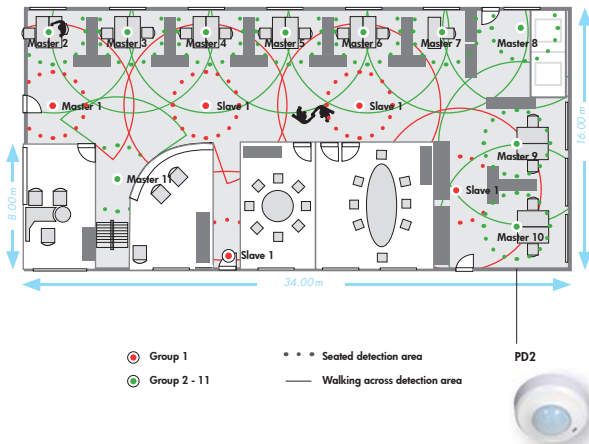 Master 2
Master 3
Master 4
Master 5
Master 6
Master 7
Master 8
Master 1
Slave 1
Slave 1
16.00 m
Master 9
8.00 m
Master 11
Slave 1
Master 10
Slave 1
34.00 m
Group 1
Seated detection area
PD2
Group 2 - 11
Walking across detection area